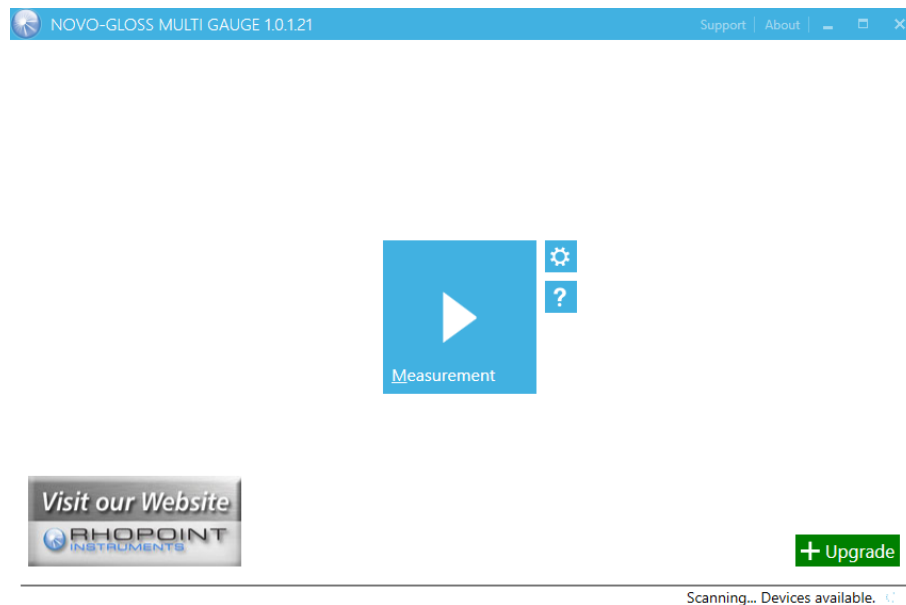 NOVO-GLOSS MULTI GAUGE 1.0.1.21
Support | About |
?
Measurement
Visit our Website
RHOPOINT
INSTRUMENTS
+ Upgrade
Scanning... Devices available.